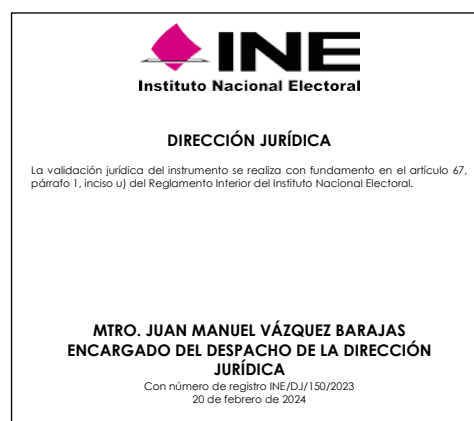 INE
Instituto Nacional Electoral
DIRECCIÓN JURÍDICA
La validación jurídica del instrumento se realiza con fundamento en el artículo 67,
párrafo 1, inciso u) del Reglamento Interior del Instituto Nacional Electoral.
MTRO. JUAN MANUEL VÁZQUEZ BARAJAS
ENCARGADO DEL DESPACHO DE LA DIRECCIÓN
JURÍDICA
Con número de registro INE/DJ/150/2023
20 de febrero de 2024